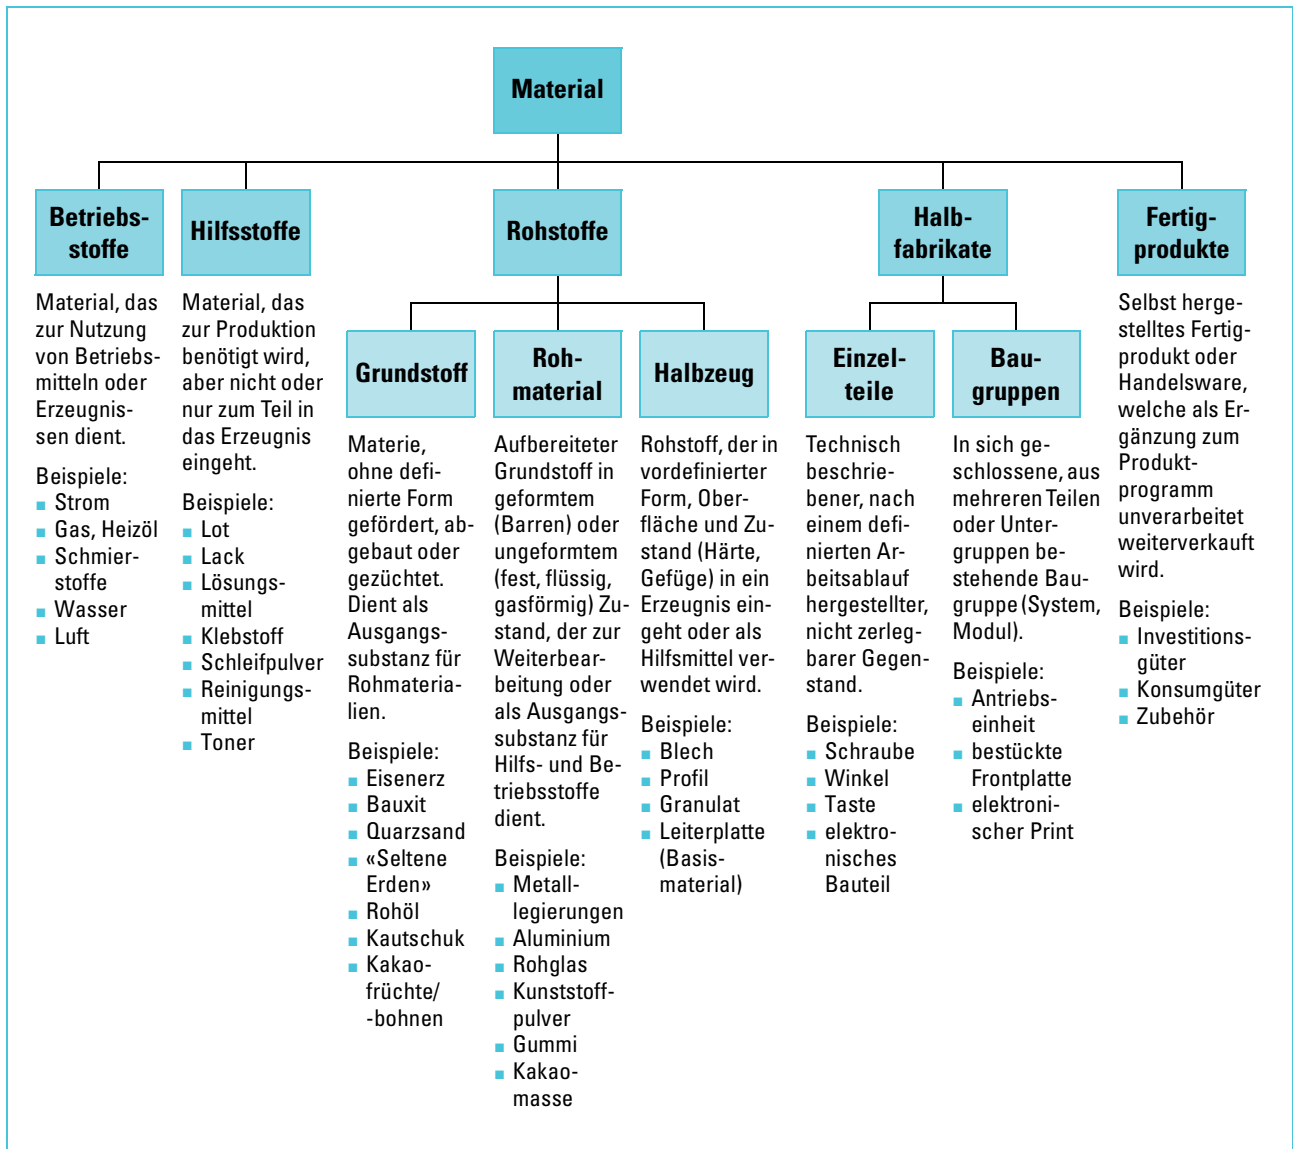 Material
Betriebs-
stoffe
Hilfsstoffe
Rohstoffe
Halb-
fabrikate
Fertig-
produkte
Material, das
zur Nutzung
von Betriebs-
mitteln oder
Erzeugnis-
sen dient.
Beispiele:
Strom
Gas, Heizöl
Schmier-
stoffe
Wasser
Luft
Material, das
zur Produktion
benötigt wird,
aber nicht oder
nur zum Teil in
das Erzeugnis
eingeht.
Beispiele:
Lot
Lack
Lösungs-
mittel
Klebstoff
Schleifpulver
Reinigungs-
mittel
Toner
Grundstoff
Materie,
ohne defi-
nierte Form
gefördert, ab-
gebaut oder
gezüchtet.
Dient als
Ausgangs-
substanz für
Rohmateria-
lien.
Beispiele:
Eisenerz
Bauxit
Quarzsand
«Seltene
Erden»
Rohöl
Kautschuk
Kakao-
früchte/
-bohnen
Roh-
material
Aufbereiteter
Grundstoff in
geformtem
(Barren) oder
ungeformtem
(fest, flüssig,
gasförmig) Zu-
stand, der zur
Weiterbear-
beitung oder
als Ausgangs-
substanz für
Hilfs- und Be-
triebsstoffe
dient.
Beispiele:
Metall-
legierungen
Aluminium
Rohglas
Kunststoff-
pulver
Gummi
Kakao-
masse
Halbzeug
Rohstoff, der in
vordefinierter
Form, Ober-
fläche und Zu-
stand (Härte,
Gefüge) in ein
Erzeugnis ein-
geht oder als
Hilfsmittel ver-
wendet wird.
Beispiele:
Blech
Profil
Granulat
Leiterplatte
(Basis-
material)
Einzel-
teile
Technisch
beschrie-
bener, nach
einem defi-
nierten Ar-
beitsablauf
hergestellter,
nicht zerleg-
barer Gegen-
stand.
Beispiele:
Schraube
Winkel
Taste
elektro-
nisches
Bauteil
Bau-
gruppen
In sich ge-
schlossene, aus
mehreren Teilen
oder Unter-
gruppen be-
stehende Bau-
gruppe (System,
Modul).
Beispiele:
Antriebs-
einheit
bestückte
Frontplatte
elektroni-
scher Print
Selbst herge-
stelltes Fertig-
produkt oder
Handelsware,
welche als Er-
gänzung zum
Produkt-
programm
unverarbeitet
weiterverkauft
wird.
Beispiele:
Investitions-
güter
Konsumgüter
Zubehör